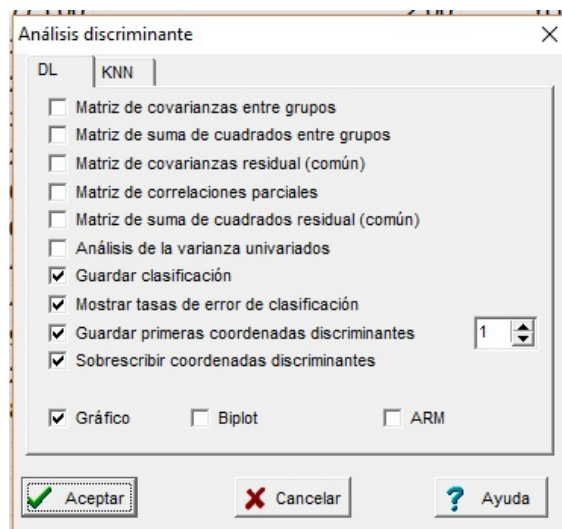 Análisis discriminante
DL KNN
Matriz de covarianzas entre grupos
Matriz de suma de cuadrados entre grupos
Matriz de covarianzas residual (común)
Matriz de correlaciones parciales
Matriz de suma de cuadrados residual (común)
Análisis de la varianza univariados
Guardar clasificación
Mostrar tasas de error de clasificación
Guardar primeras coordenadas discriminantes 1
Sobrescribir coordenadas discriminantes
Gráfico Biplot ARM
Aceptar Cancelar Ayuda